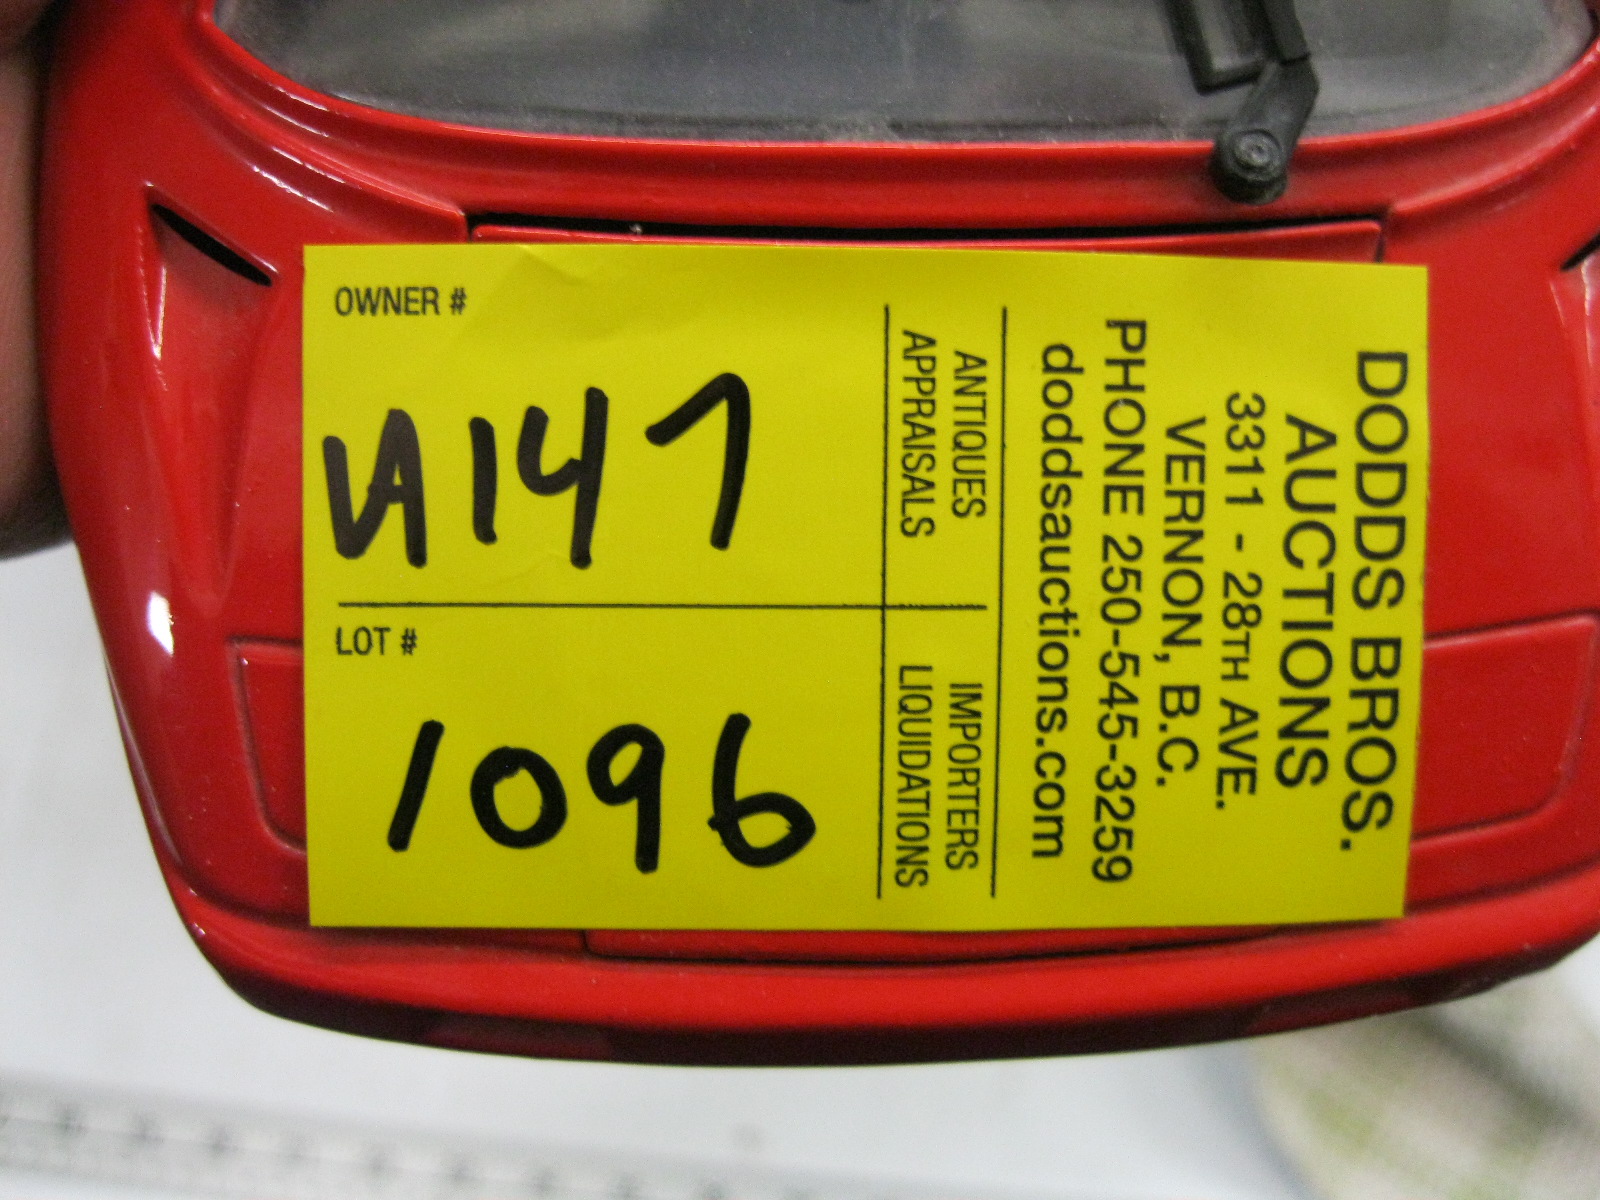 OWNER #
VA147
LOT #
1096
ANTIQUES
APPRAISALS
IMPORTERS
LIQUIDATIONS
DODDS BROS.
AUCTIONS
3311 - 28TH AVE.
VERNON, B.C.
PHONE 250-545-3259
doddsauctions.com